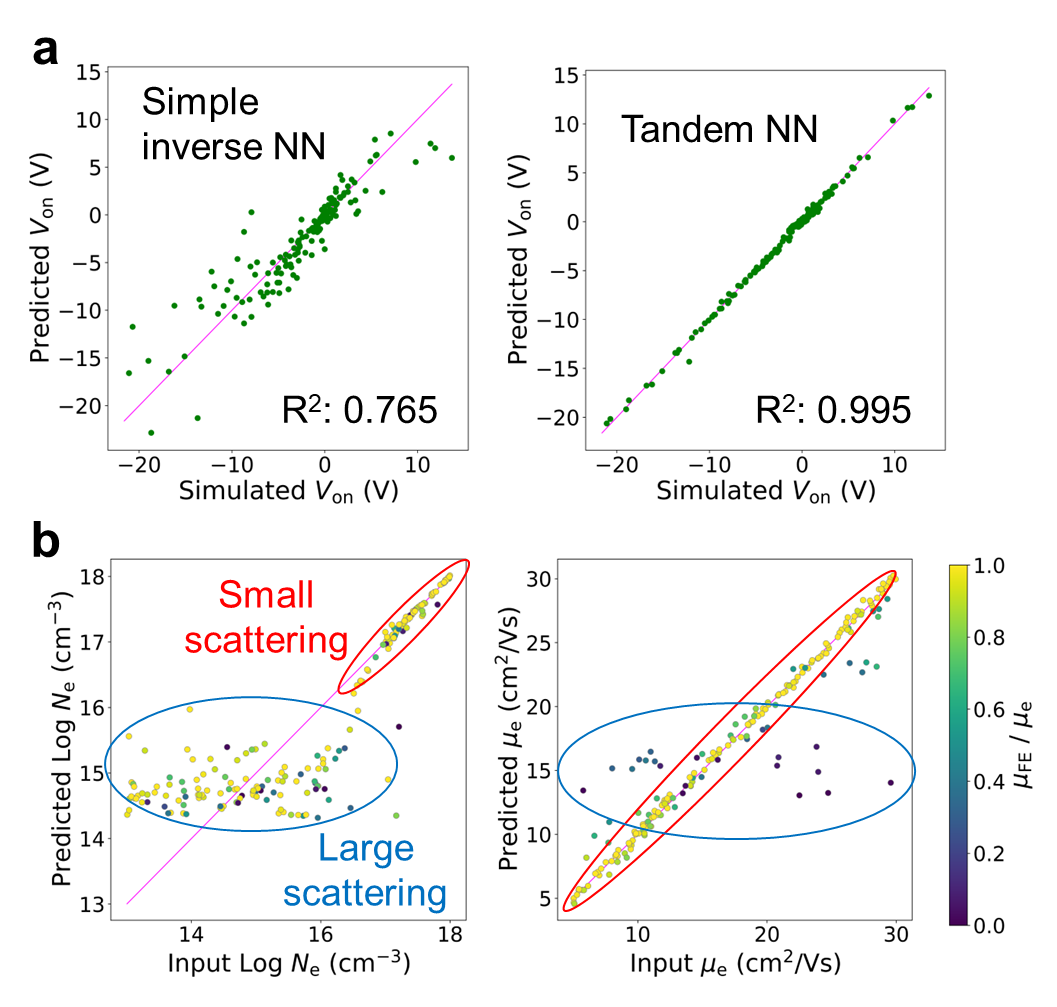 a
Simple
inverse NN
R²: 0.765
15
10
5
0
−5
−10
−15
−20
−20 −10 0 10
Predicted Von (V)
Simulated Von (V)
Tandem NN
R²: 0.995
15
10
5
0
−5
−10
−15
−20
−20 −10 0 10
Predicted Von (V)
Simulated Von (V)
b
Small
scattering
Large
scattering
18
17
16
15
14
13
14 16 18
Predicted Log Ne (cm⁻³)
Input Log Ne (cm⁻³)
30
25
20
15
10
5
10 20 30
Predicted μe (cm²/Vs)
Input μe (cm²/Vs)
1.0
0.8
0.6
0.4
0.2
0.0
μFE / μe